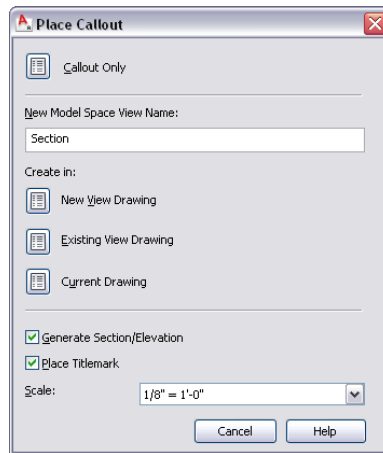 Place Callout
Callout Only
New Model Space View Name:
Section
Create in:
New View Drawing
Existing View Drawing
Current Drawing
Generate Section/Elevation
Place Titlemark
Scale:
1/8" = 1'-0"
Cancel
Help